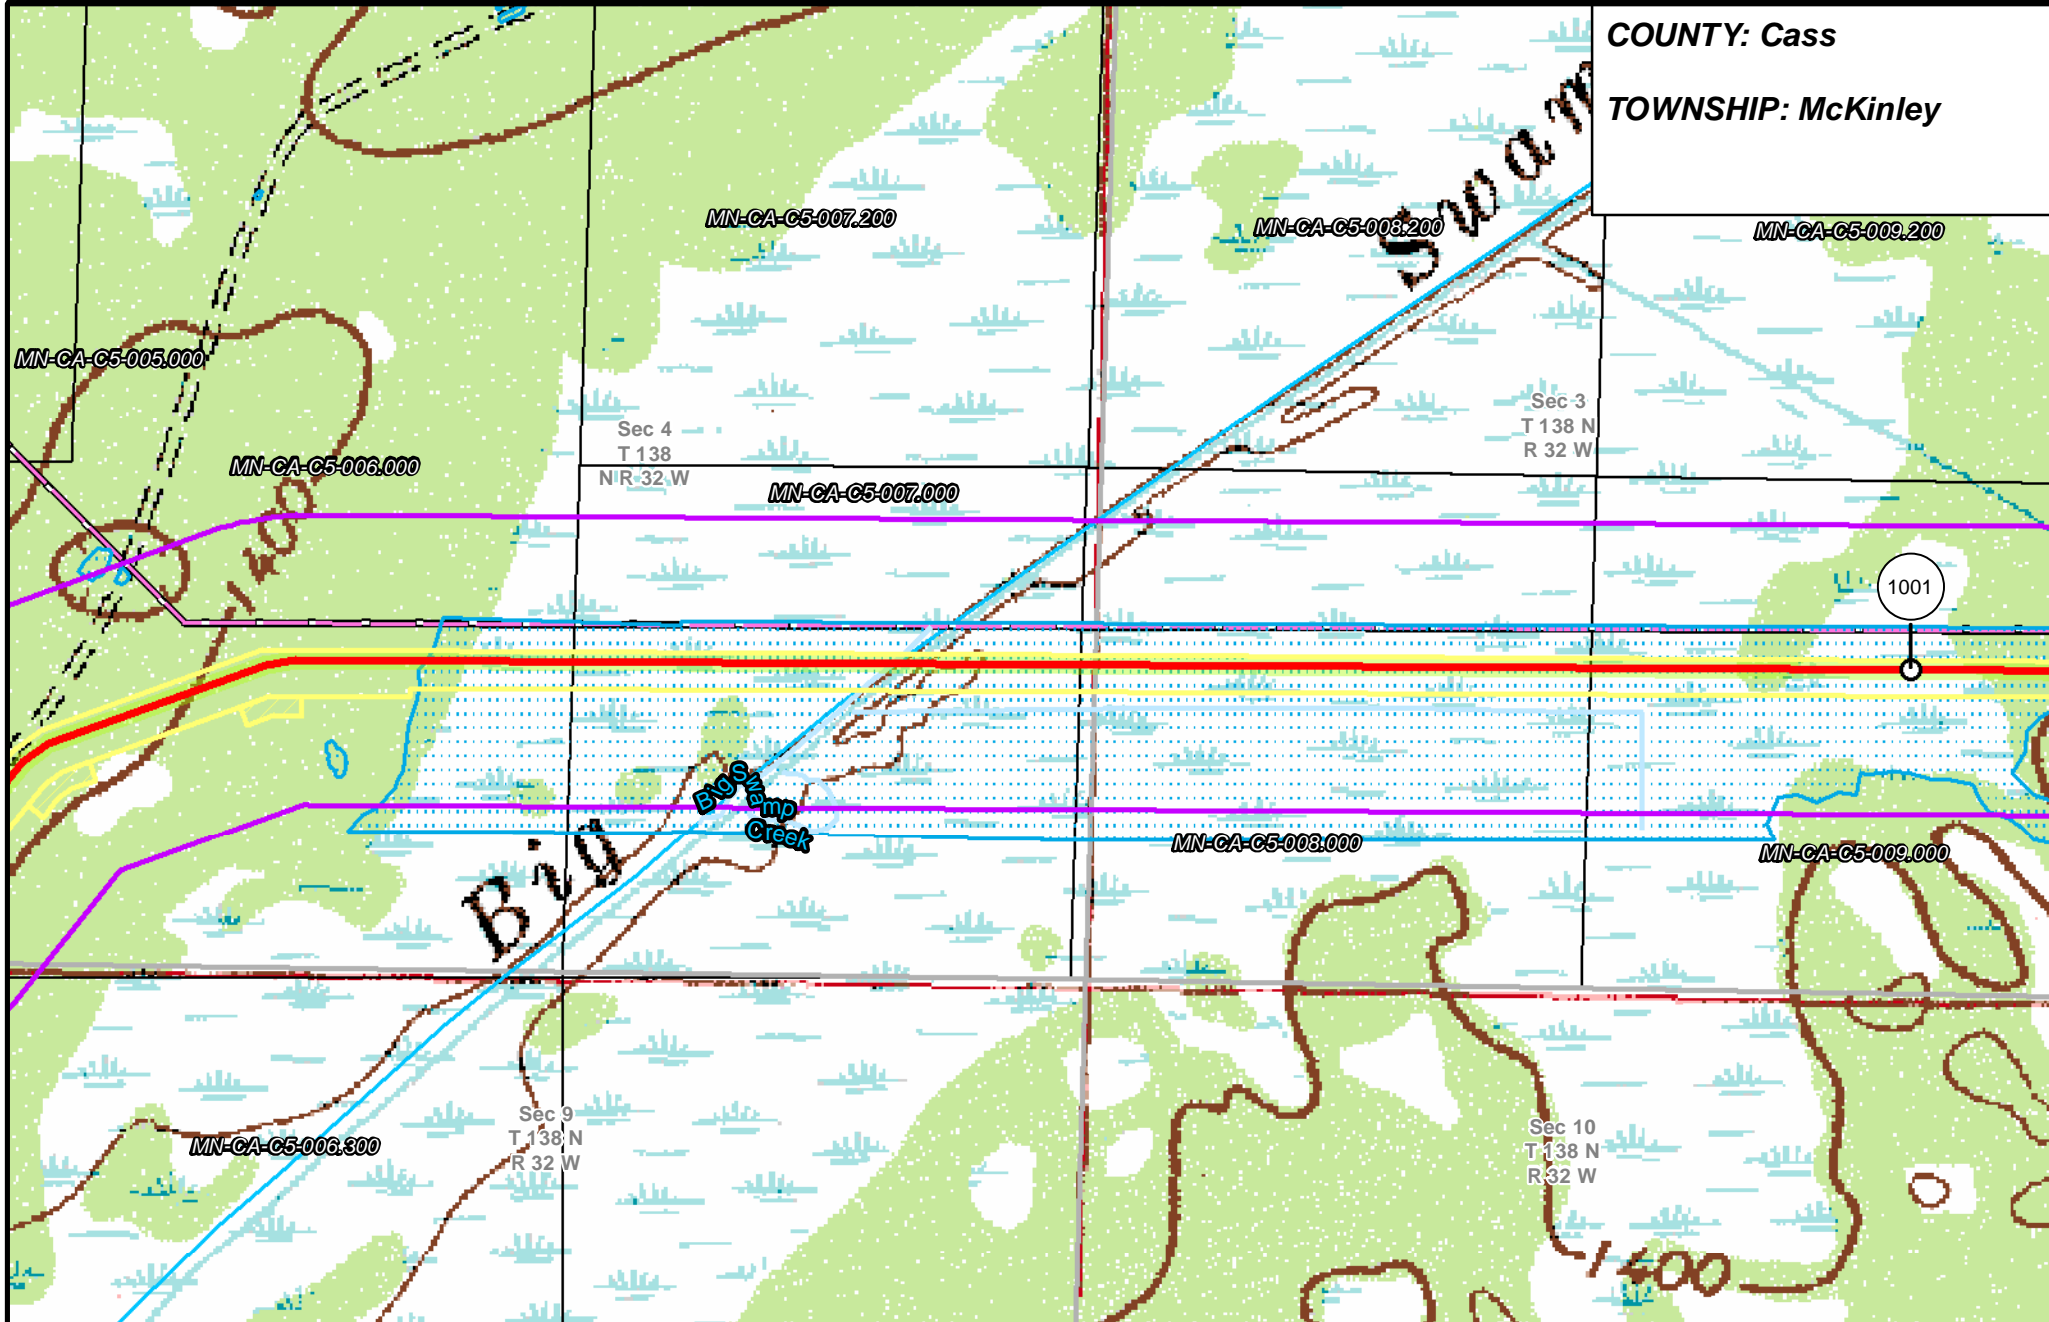 COUNTY: Cass
TOWNSHIP: McKinley
Swam
MN-CA-C5-007.200
MN-CA-C5-008.200
MN-CA-C5-009.200
MN-CA-C5-005.000
Sec 4
T 138
N R 32 W
Sec 3
T 138 N
R 32 W
MN-CA-C5-006.000
MN-CA-C5-007.000
1400
1001
Big Swamp
Creek
Big
MN-CA-C5-008.000
MN-CA-C5-009.000
Sec 9
T 138 N
R 32 W
Sec 10
T 138 N
R 32 W
MN-CA-C5-006.300
1400